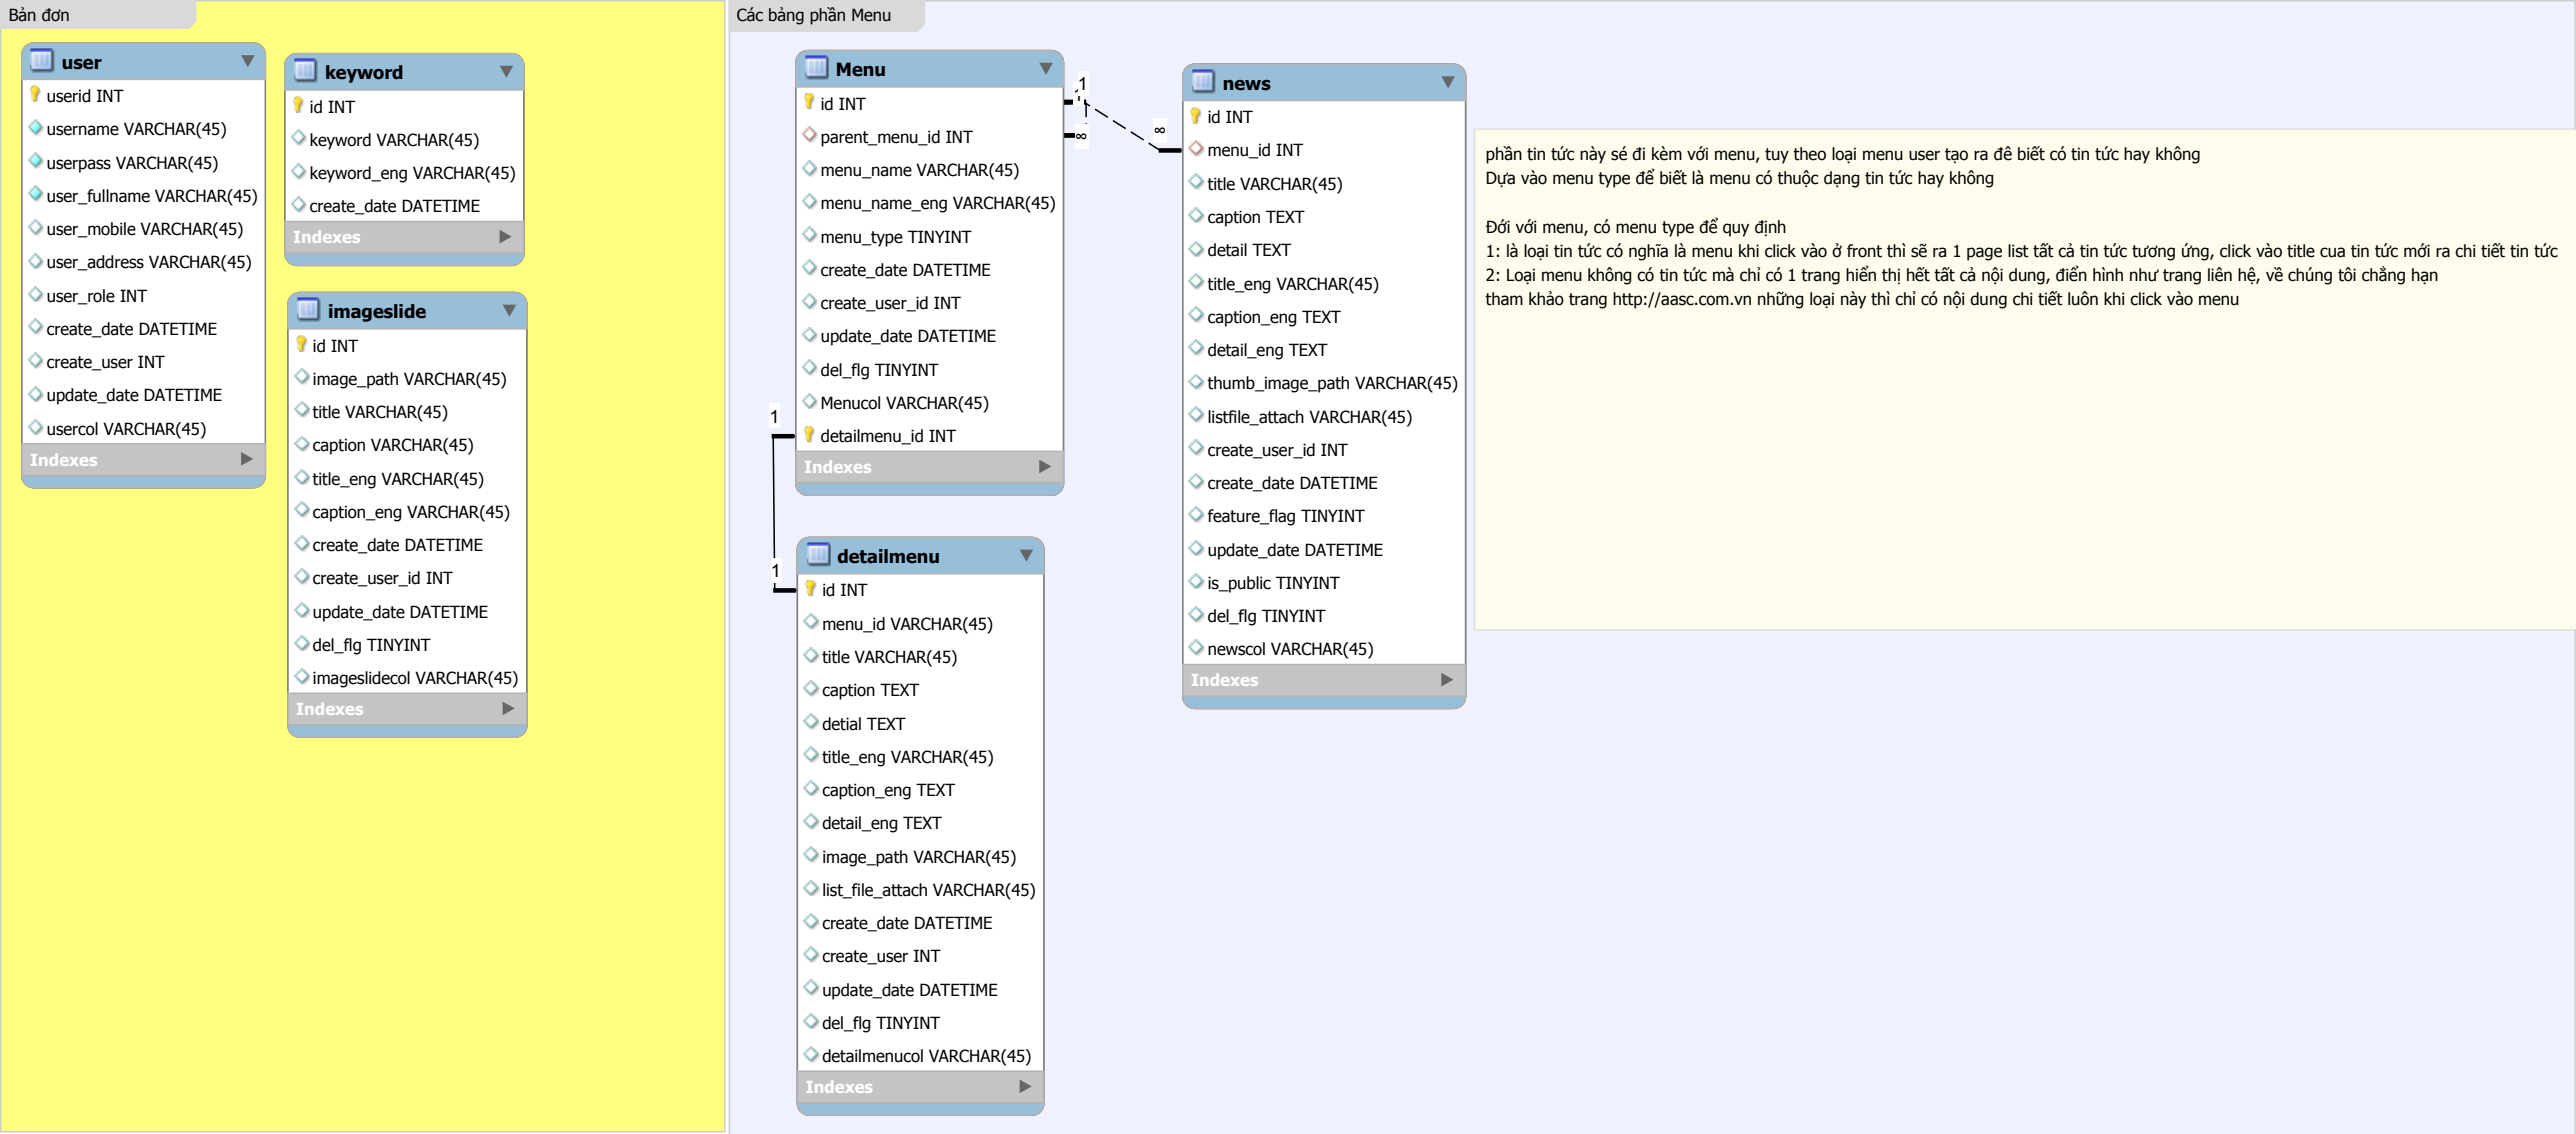 Bản đơn
user
userid INT
username VARCHAR(45)
userpass VARCHAR(45)
user_fullname VARCHAR(45)
user_mobile VARCHAR(45)
user_address VARCHAR(45)
user_role INT
create_date DATETIME
create_user INT
update_date DATETIME
usercol VARCHAR(45)
Indexes
keyword
id INT
keyword VARCHAR(45)
keyword_eng VARCHAR(45)
create_date DATETIME
Indexes
imageslide
id INT
image_path VARCHAR(45)
title VARCHAR(45)
caption VARCHAR(45)
title_eng VARCHAR(45)
caption_eng VARCHAR(45)
create_date DATETIME
create_user_id INT
update_date DATETIME
del_flg TINYINT
imageslidecol VARCHAR(45)
Indexes
Các bảng phần Menu
Menu
id INT
parent_menu_id INT
menu_name VARCHAR(45)
menu_name_eng VARCHAR(45)
menu_type TINYINT
create_date DATETIME
create_user_id INT
update_date DATETIME
del_flg TINYINT
Menucol VARCHAR(45)
detailmenu_id INT
Indexes
1
∞
∞
1
1
detailmenu
id INT
menu_id VARCHAR(45)
title VARCHAR(45)
caption TEXT
detial TEXT
title_eng VARCHAR(45)
caption_eng TEXT
detail_eng TEXT
image_path VARCHAR(45)
list_file_attach VARCHAR(45)
create_date DATETIME
create_user INT
update_date DATETIME
del_flg TINYINT
detailmenucol VARCHAR(45)
Indexes
news
id INT
menu_id INT
title VARCHAR(45)
caption TEXT
detail TEXT
title_eng VARCHAR(45)
caption_eng TEXT
detail_eng TEXT
thumb_image_path VARCHAR(45)
listfile_attach VARCHAR(45)
create_user_id INT
create_date DATETIME
feature_flag TINYINT
update_date DATETIME
is_public TINYINT
del_flg TINYINT
newscol VARCHAR(45)
Indexes
phần tin tức này sé đi kèm với menu, tuy theo loại menu user tạo ra đê biết có tin tức hay không
Dựa vào menu type để biết là menu có thuộc dạng tin tức hay không
Đới với menu, có menu type để quy định
1: là loại tin tức có nghĩa là menu khi click vào ở front thì sẽ ra 1 page list tất cả tin tức tương ứng, click vào title cua tin tức mới ra chi tiết tin tức
2: Loại menu không có tin tức mà chỉ có 1 trang hiển thị hết tất cả nội dung, điển hình như trang liên hệ, về chúng tôi chẳng hạn
tham khảo trang http://aasc.com.vn những loại này thì chỉ có nội dung chi tiết luôn khi click vào menu